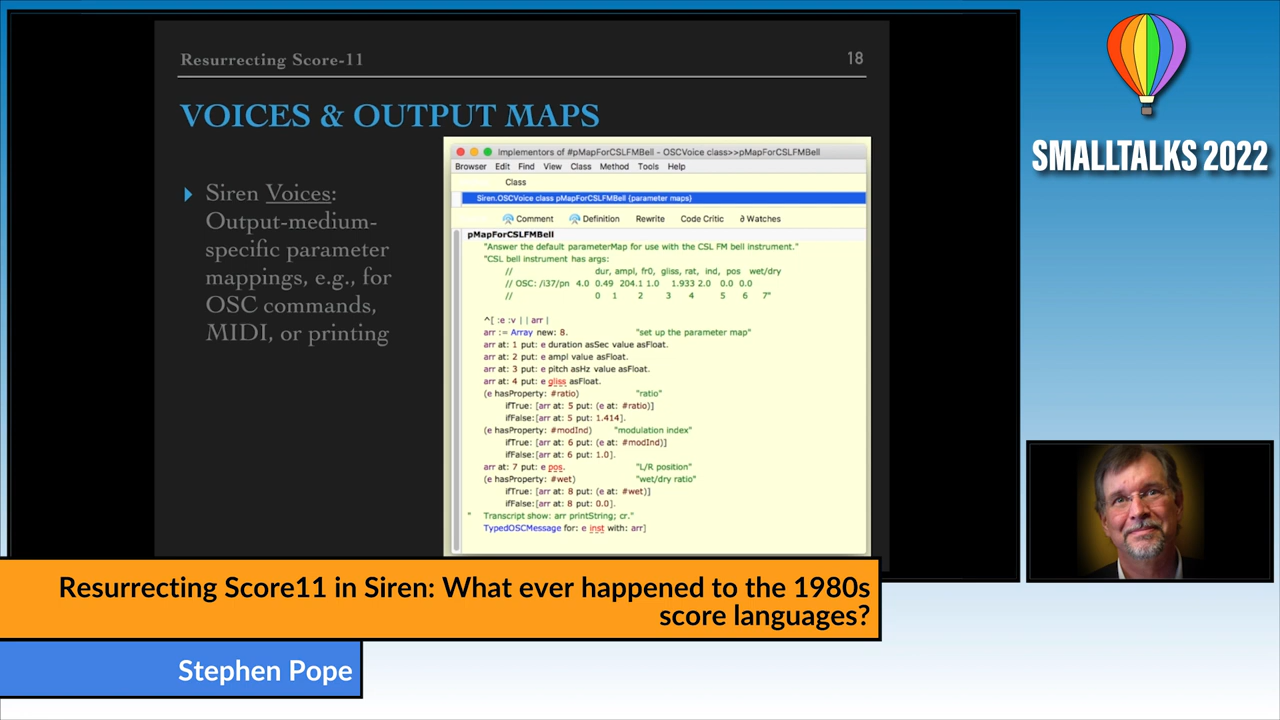 Resurrecting Score-11
18
VOICES & OUTPUT MAPS
Siren Voices:
Output-medium-
specific parameter
mappings, e.g., for
OSC commands,
MIDI, or printing
Implementors of #pMapForCSLFMBell - OSCVoice class>>pMapForCSLFMBell
Browser Edit Find View Class Method Tools Help
Class
Siren.OSCVoice class pMapForCSLFMBell {parameter maps}
Comment Definition Rewrite Code Critic ∂ Watches
pMapForCSLFMBell
"Answer the default parameterMap for use with the CSL FM bell instrument."
"CSL bell instrument has args:
// dur, ampl, fr0, gliss, rat, ind, pos wet/dry
// OSC: /i37/pn 4.0 0.49 204.1 1.0 1.933 2.0 0.0 0.0
// 0 1 2 3 4 5 6 7"
^[ :e :v | | arr |
arr := Array new: 8. "set up the parameter map"
arr at: 1 put: e duration asSec value asFloat.
arr at: 2 put: e ampl value asFloat.
arr at: 3 put: e pitch asHz value asFloat.
arr at: 4 put: e gliss asFloat.
(e hasProperty: #ratio) "ratio"
ifTrue: [arr at: 5 put: (e at: #ratio)]
ifFalse:[arr at: 5 put: 1.414].
(e hasProperty: #modInd) "modulation index"
ifTrue: [arr at: 6 put: (e at: #modInd)]
ifFalse:[arr at: 6 put: 1.0].
arr at: 7 put: e pos. "L/R position"
(e hasProperty: #wet) "wet/dry ratio"
ifTrue: [arr at: 8 put: (e at: #wet)]
ifFalse:[arr at: 8 put: 0.0].
" Transcript show: arr printString; cr."
TypedOSCMessage for: e inst with: arr]
SMALLTALKS 2022
Resurrecting Score11 in Siren: What ever happened to the 1980s
score languages?
Stephen Pope